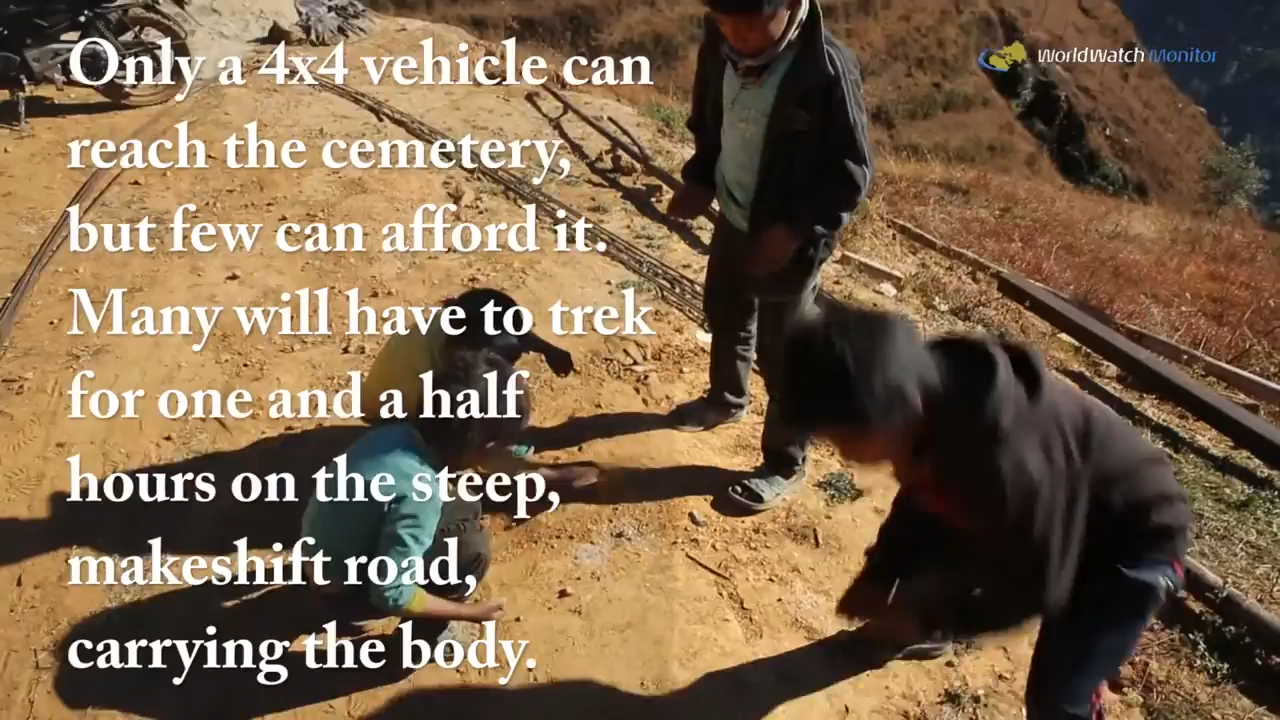 Only a 4x4 vehicle can
reach the cemetery,
but few can afford it.
Many will have to trek
for one and a half
hours on the steep,
makeshift road,
carrying the body.
WorldWatch Monitor